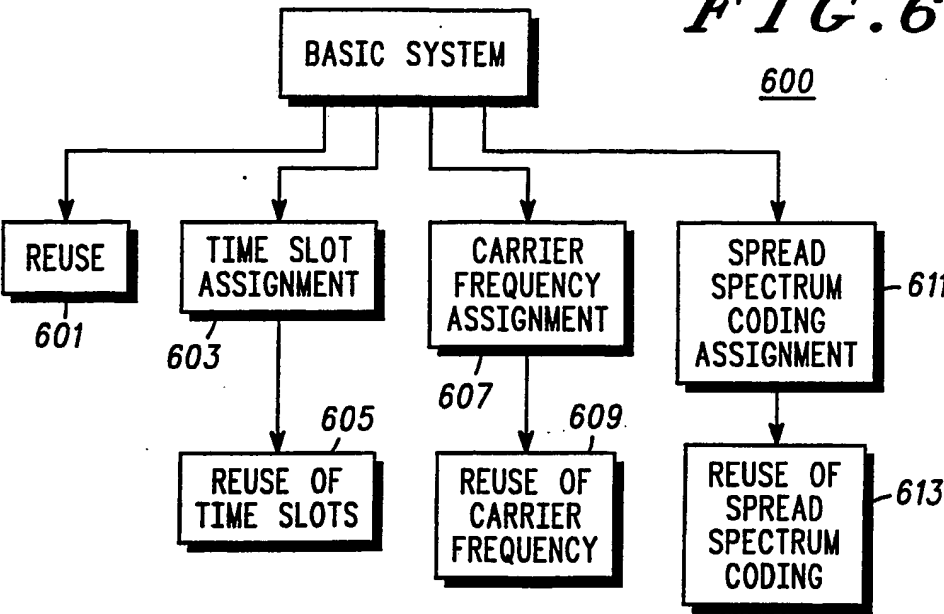 FIG.6
600
BASIC SYSTEM
REUSE
601
TIME SLOT
ASSIGNMENT
603
CARRIER
FREQUENCY
ASSIGNMENT
607
SPREAD
SPECTRUM
CODING
ASSIGNMENT
611
605
REUSE OF
TIME SLOTS
609
REUSE OF
CARRIER
FREQUENCY
REUSE OF
SPREAD
SPECTRUM
CODING
613